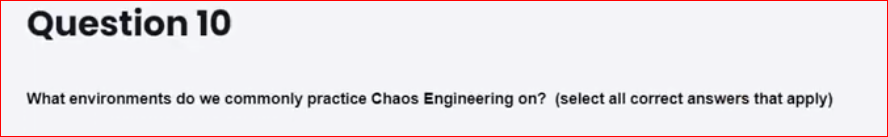 Question 10
What environments do we commonly practice Chaos Engineering on? (select all correct answers that apply)